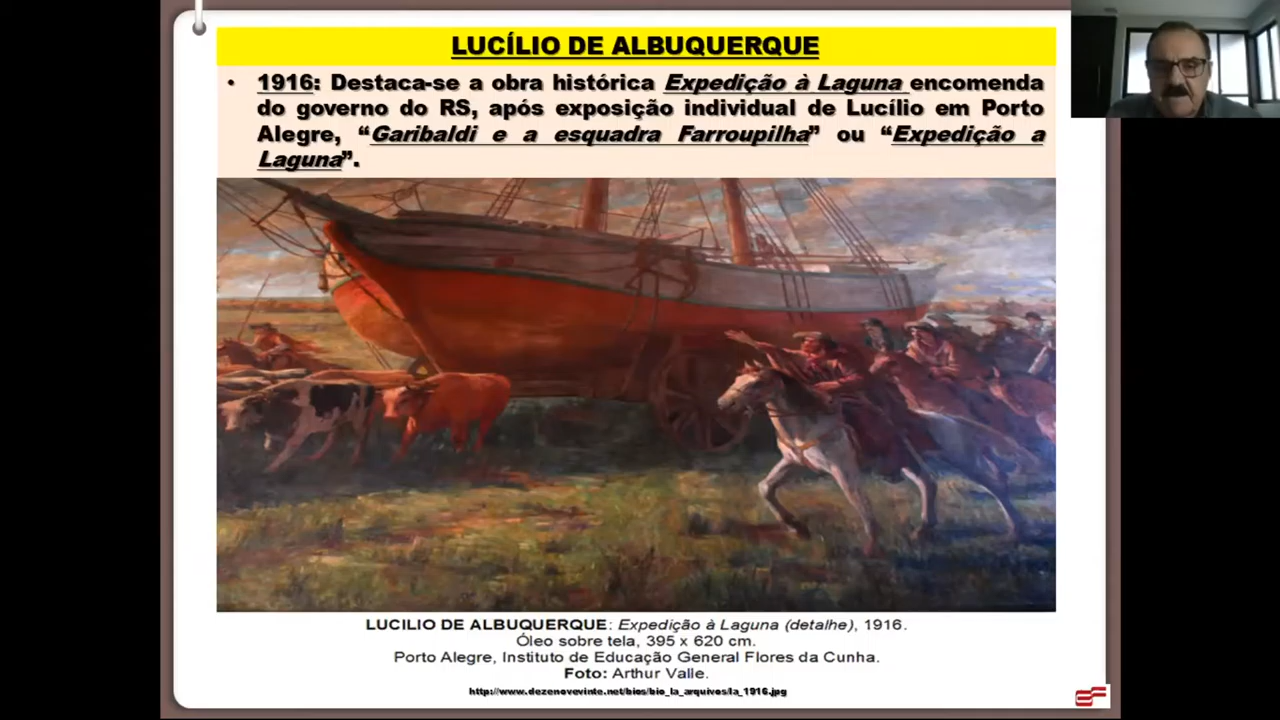 LUCÍLIO DE ALBUQUERQUE
• 1916: Destaca-se a obra histórica Expedição à Laguna encomenda
do governo do RS, após exposição individual de Lucílio em Porto
Alegre, “Garibaldi e a esquadra Farroupilha” ou “Expedição a
Laguna”.
LUCILIO DE ALBUQUERQUE: Expedição à Laguna (detalhe), 1916.
Óleo sobre tela, 395 x 620 cm.
Porto Alegre, Instituto de Educação General Flores da Cunha.
Foto: Arthur Valle.
http://www.dezenovevinte.net/bios/bio_la_arquivos/la_1916.jpg